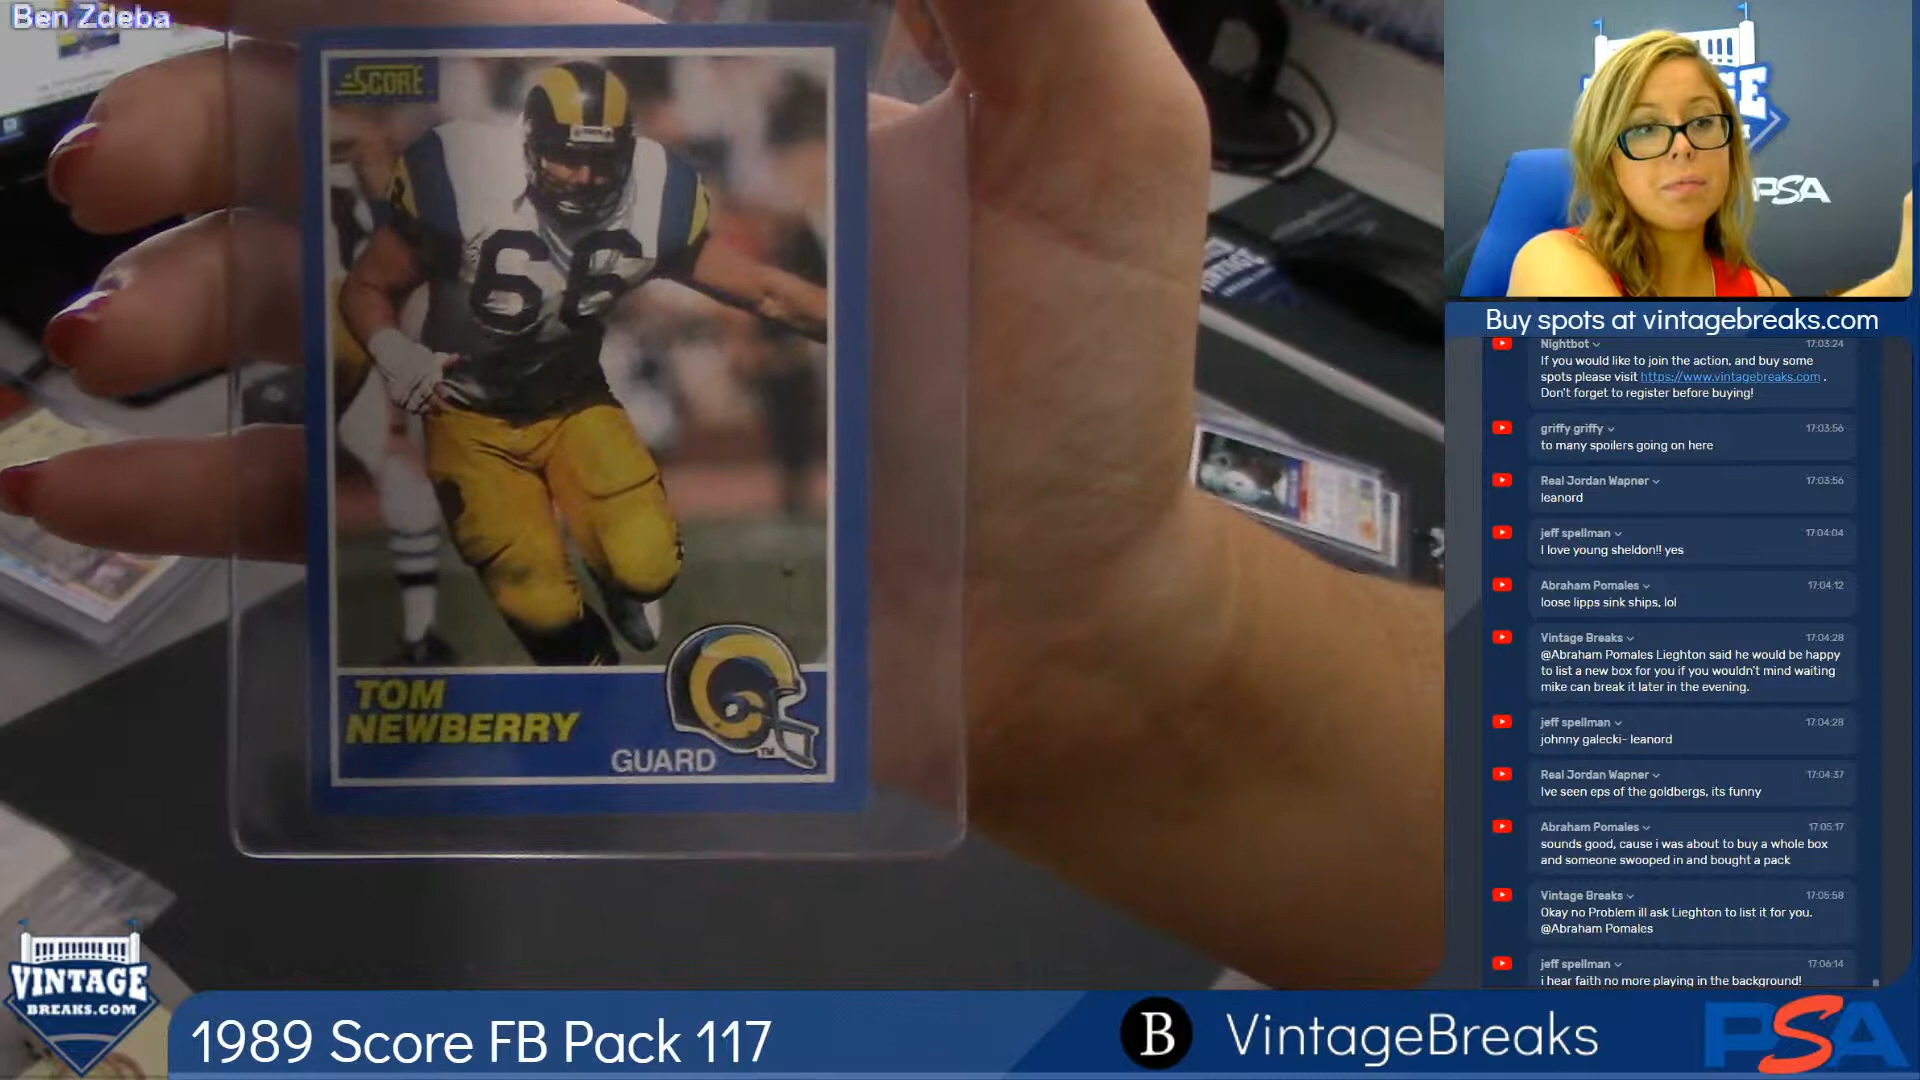 Ben Zdeba
SCORE
66
TOM
NEWBERRY
GUARD
TM
PSA
Buy spots at vintagebreaks.com
Nightbot 17:03:24
If you would like to join the action, and buy some
spots please visit https://www.vintagebreaks.com .
Don't forget to register before buying!
griffy griffy 17:03:56
to many spoilers going on here
Real Jordan Wapner 17:03:56
leanord
jeff spellman 17:04:04
I love young sheldon!! yes
Abraham Pomales 17:04:12
loose lipps sink ships, lol
Vintage Breaks 17:04:28
@Abraham Pomales Lieghton said he would be happy
to list a new box for you if you wouldn't mind waiting
mike can break it later in the evening.
jeff spellman 17:04:28
johnny galecki- leanord
Real Jordan Wapner 17:04:37
Ive seen eps of the goldbergs, its funny
Abraham Pomales 17:05:17
sounds good, cause i was about to buy a whole box
and someone swooped in and bought a pack
Vintage Breaks 17:05:58
Okay no Problem ill ask Lieghton to list it for you.
@Abraham Pomales
jeff spellman 17:06:14
i hear faith no more playing in the background!
VINTAGE
BREAKS.COM
1989 Score FB Pack 117
B VintageBreaks
PSA